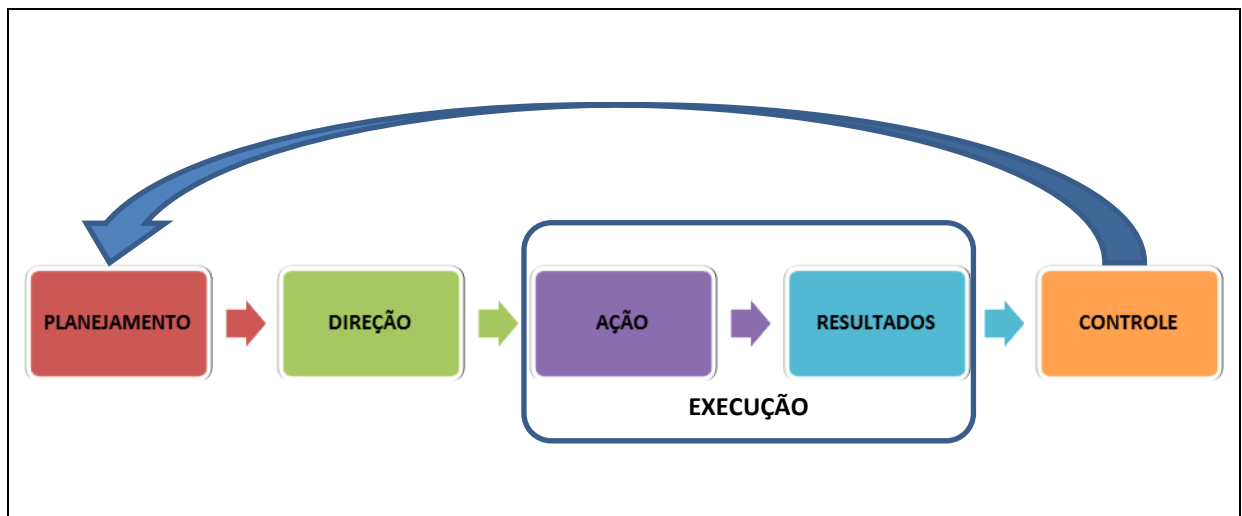 PLANEJAMENTO
DIREÇÃO
AÇÃO
RESULTADOS
CONTROLE
EXECUÇÃO